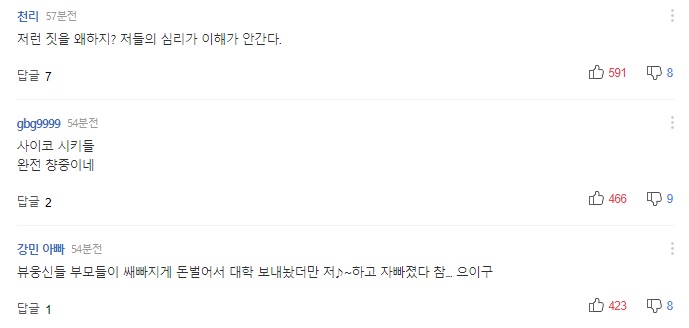 천리 57분전
저런 짓을 왜하지? 저들의 심리가 이해가 안간다.
답글 7 591 8
gbg9999 54분전
사이코 시키들
완전 챵중이네
답글 2 466 9
강민 아빠 54분전
뷰웅신들 부모들이 쌔빠지게 돈벌어서 대학 보내놨더만 저♪~하고 자빠졌다 참... 으이구
답글 1 423 8